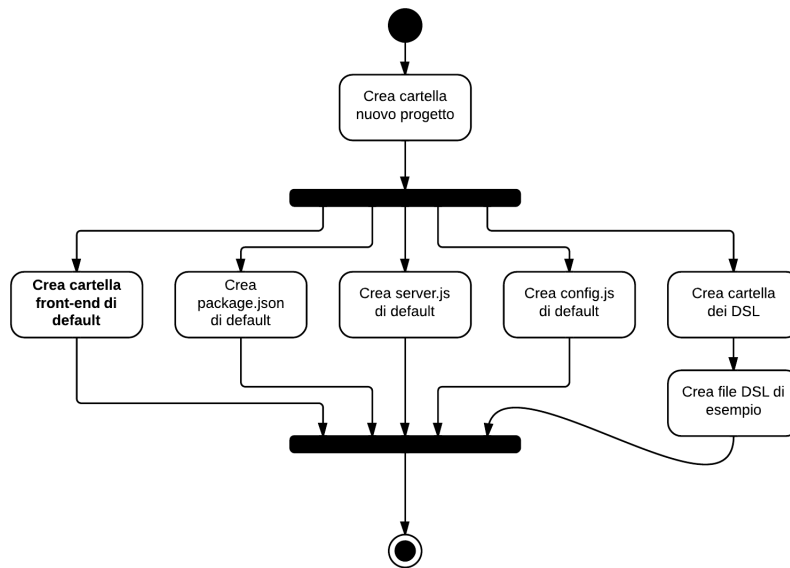 Crea cartella
nuovo progetto
Crea cartella
front-end di
default
Crea
package.json
di default
Crea server.js
di default
Crea config.js
di default
Crea cartella
dei DSL
Crea file DSL di
esempio